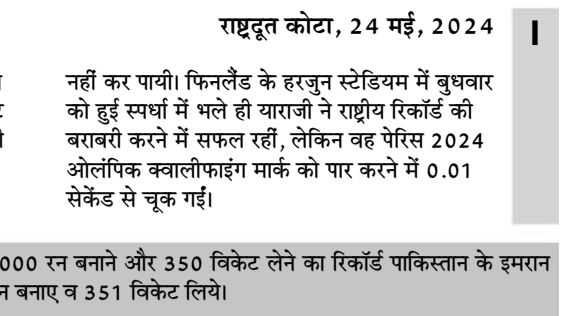 राष्ट्रदूत कोटा, 24 मई, 2024
नहीं कर पायी। फिनलैंड के हरजुन स्टेडियम में बुधवार
को हुई स्पर्धा में भले ही याराजी ने राष्ट्रीय रिकॉर्ड की
बराबरी करने में सफल रहीं, लेकिन वह पेरिस 2024
ओलंपिक क्वालीफाइंग मार्क को पार करने में 0.01
सेकेंड से चूक गईं।
000 रन बनाने और 350 विकेट लेने का रिकॉर्ड पाकिस्तान के इमरान
न बनाए व 351 विकेट लिये।